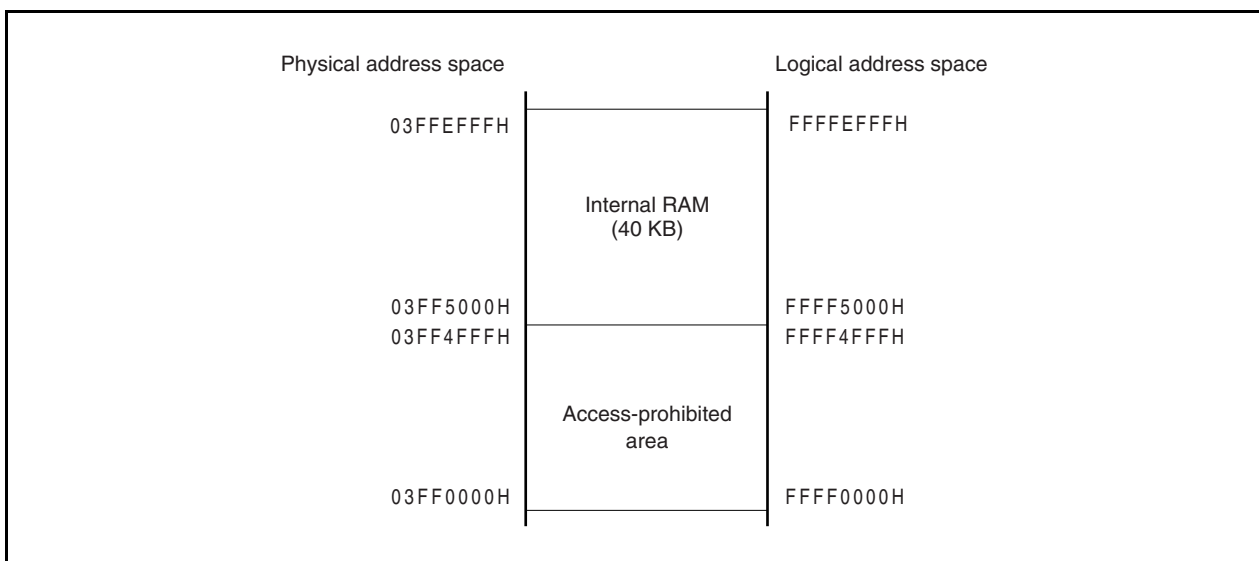 Physical address space
Logical address space
03FFEFFFH
FFFFEFFFH
Internal RAM
(40 KB)
03FF5000H
FFFF5000H
03FF4FFFH
FFFF4FFFH
Access-prohibited
area
03FF0000H
FFFF0000H